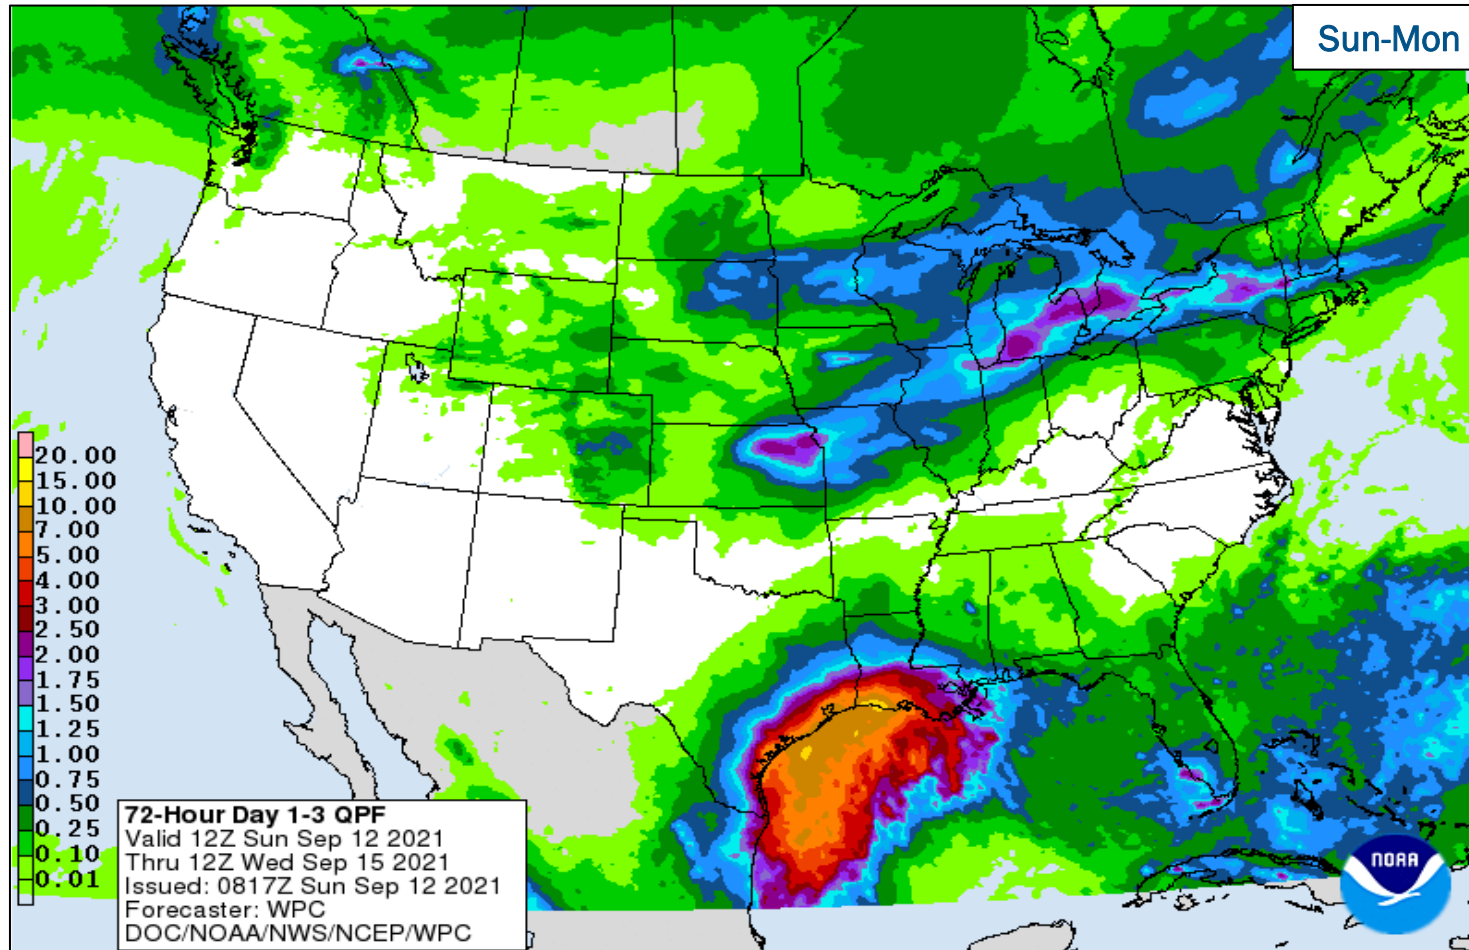 Sun-Mon
20.00
15.00
10.00
7.00
5.00
4.00
3.00
2.50
2.00
1.75
1.50
1.25
1.00
0.75
0.50
0.25
0.10
0.01
72-Hour Day 1-3 QPF
Valid 12Z Sun Sep 12 2021
Thru 12Z Wed Sep 15 2021
Issued: 0817Z Sun Sep 12 2021
Forecaster: WPC
DOC/NOAA/NWS/NCEP/WPC
NOAA